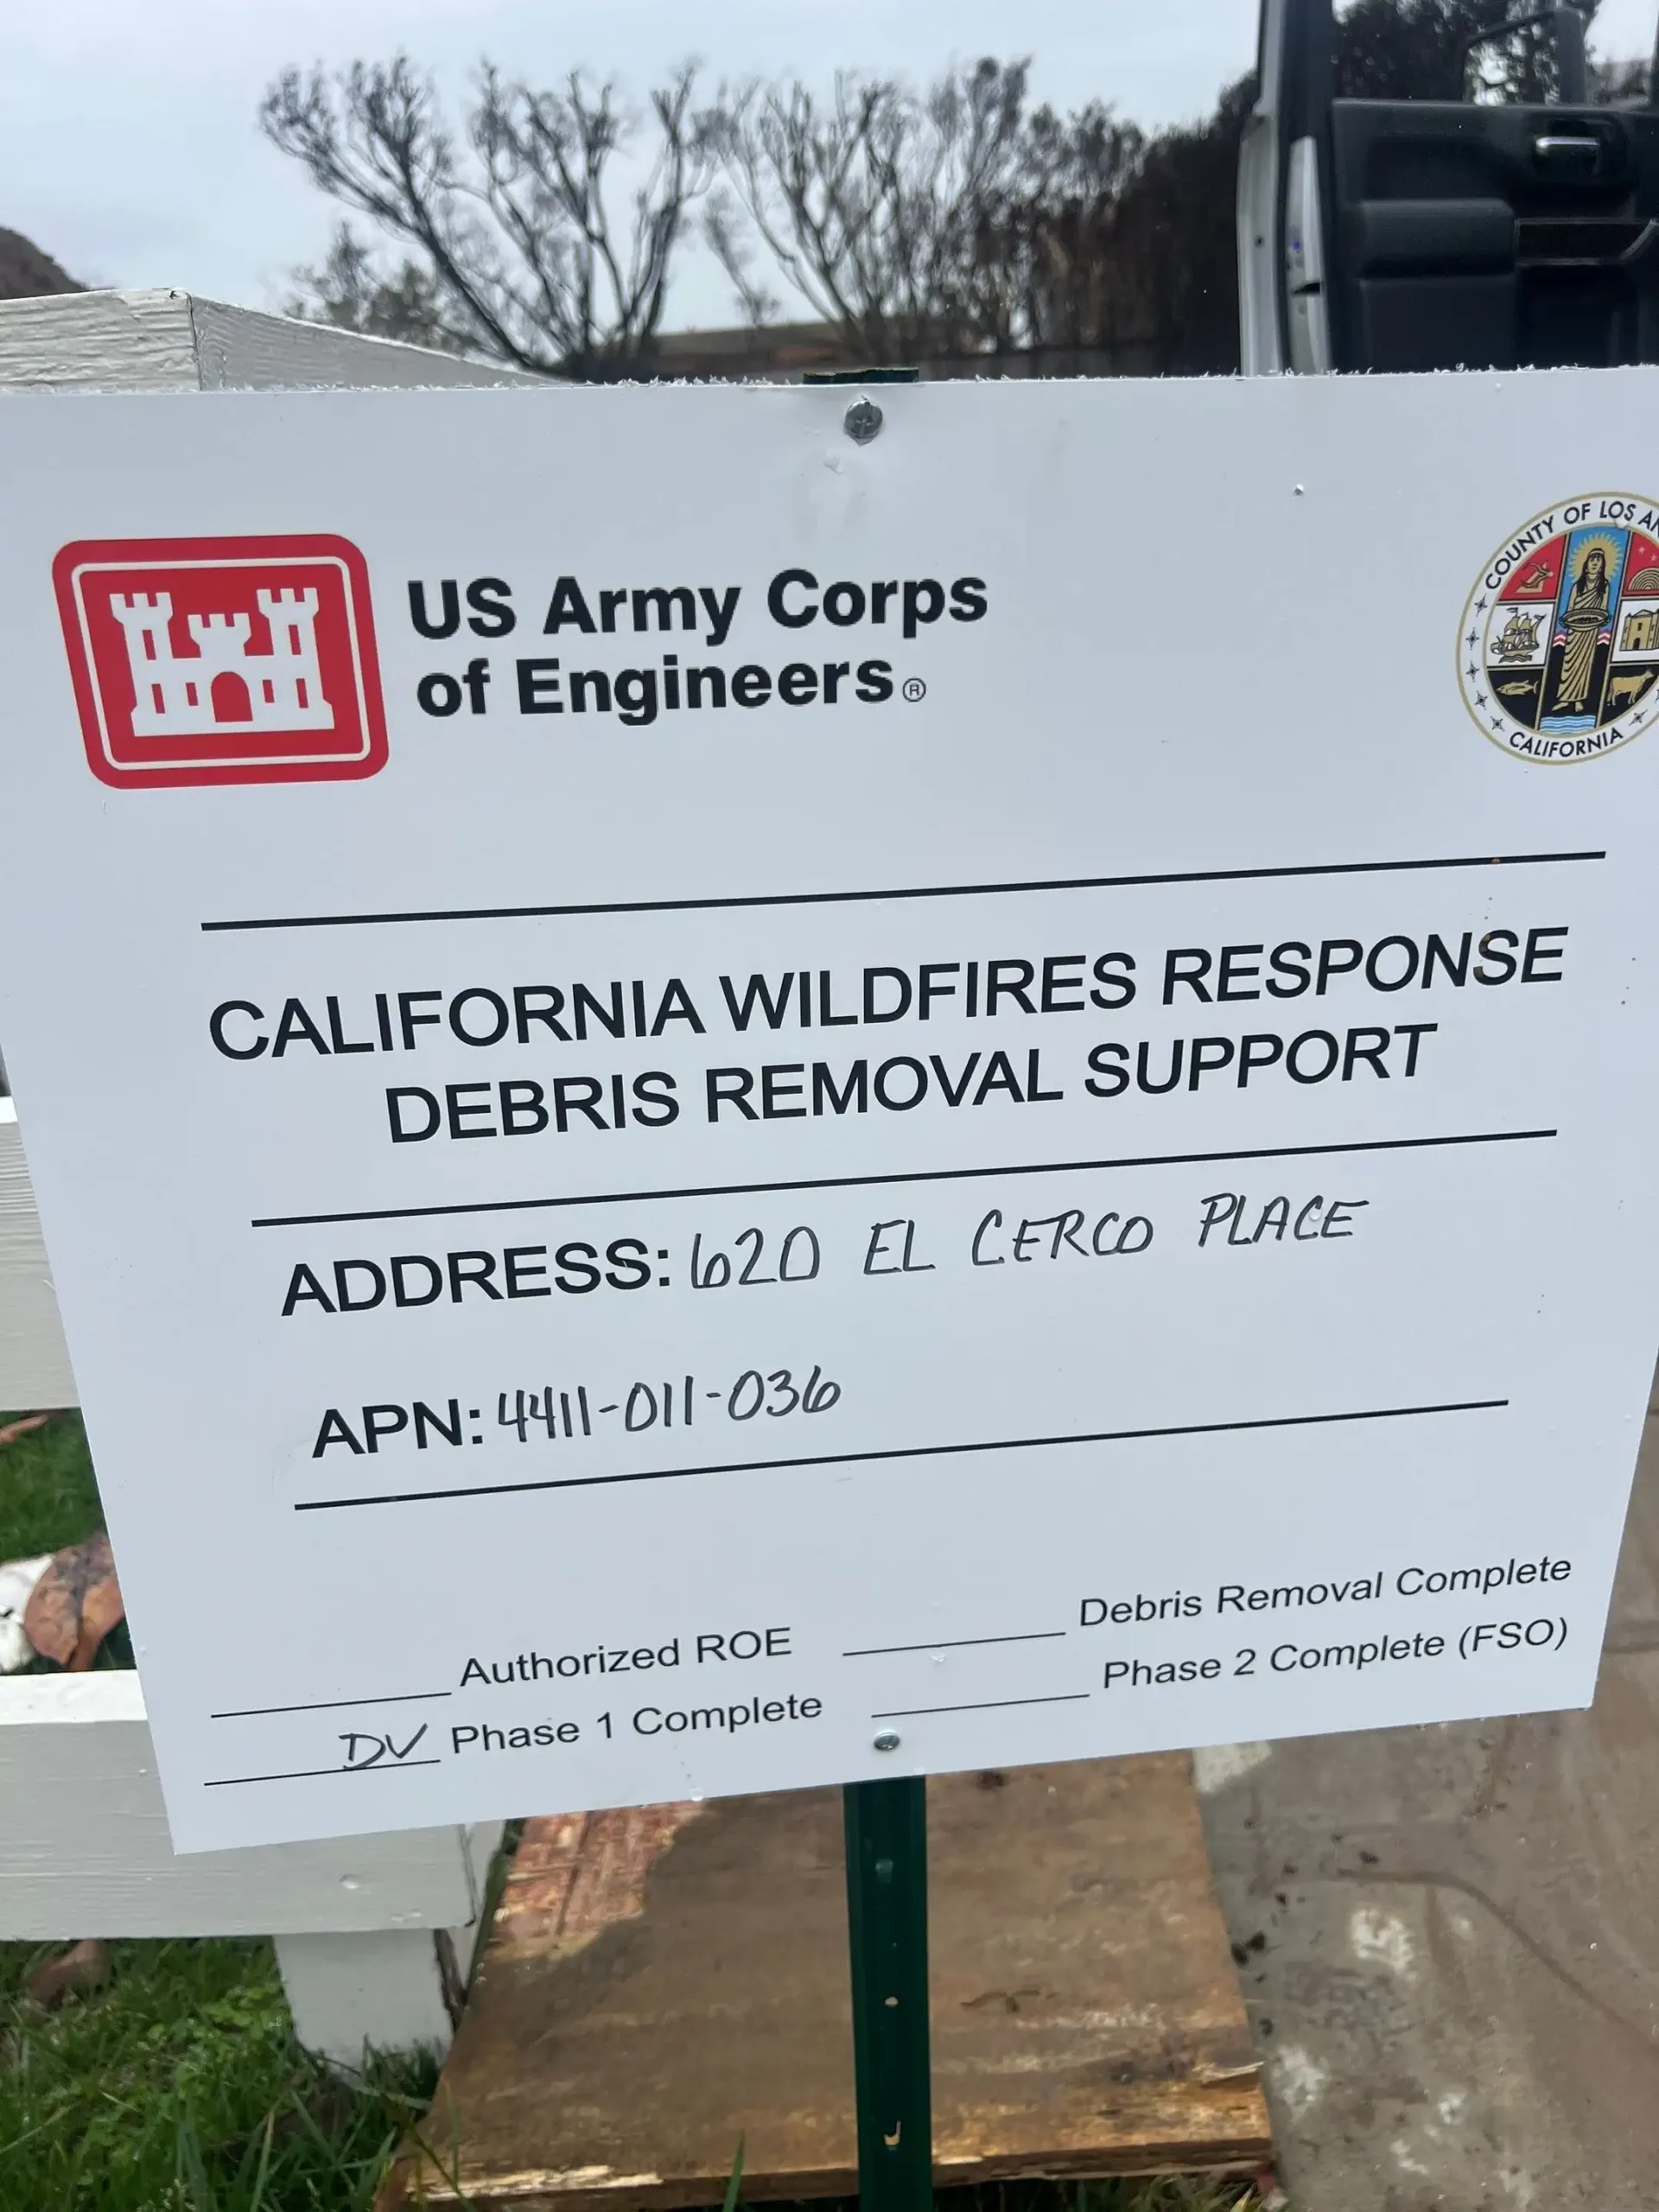 US Army Corps
of Engineers®
COUNTY OF LOS
CALIFORNIA
CALIFORNIA WILDFIRES RESPONSE
DEBRIS REMOVAL SUPPORT
ADDRESS: 620 EL CERCO PLACE
APN: 4411-011-036
Authorized ROE
DV Phase 1 Complete
Debris Removal Complete
Phase 2 Complete (FSO)